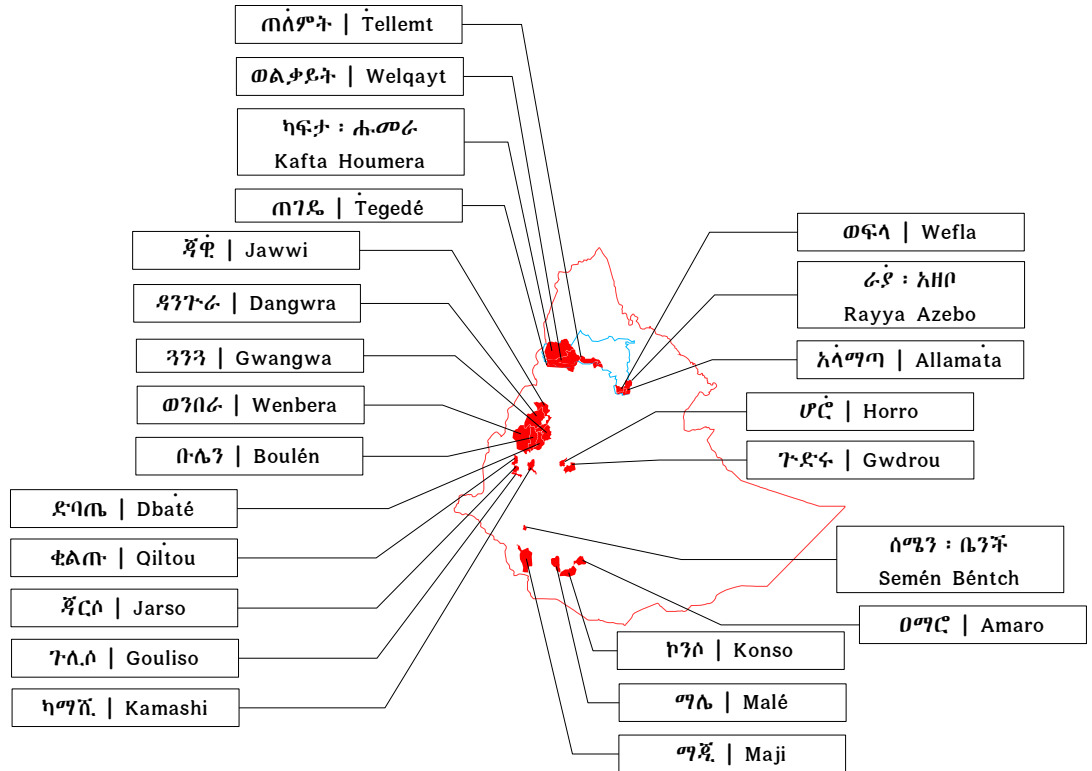 ጠለምት | Ṫellemt
ወልቃይት | Welqayt
ካፍታ ፡ ሑመራ
Kafta Houmera
ጠገዴ | Ṫegedé
ጃዊ | Jawwi
ዳንጐራ | Dangwra
ጓንጓ | Gwangwa
ወንበራ | Wenbera
ቡሌን | Boulén
ድባጤ | Dbaṫé
ቂልጡ | Qilṫou
ጃርሶ | Jarso
ጉሊሶ | Gouliso
ካማሺ | Kamashi
ወፍላ | Wefla
ራያ ፡ አዘቦ
Rayya Azebo
አላማጣ | Allamaṫa
ሆሮ | Horro
ጐድሩ | Gwdrou
ሰሜን ፡ ቤንች
Semén Béntch
ዐማሮ | Amaro
ኮንሶ | Konso
ማሌ | Malé
ማጂ | Maji